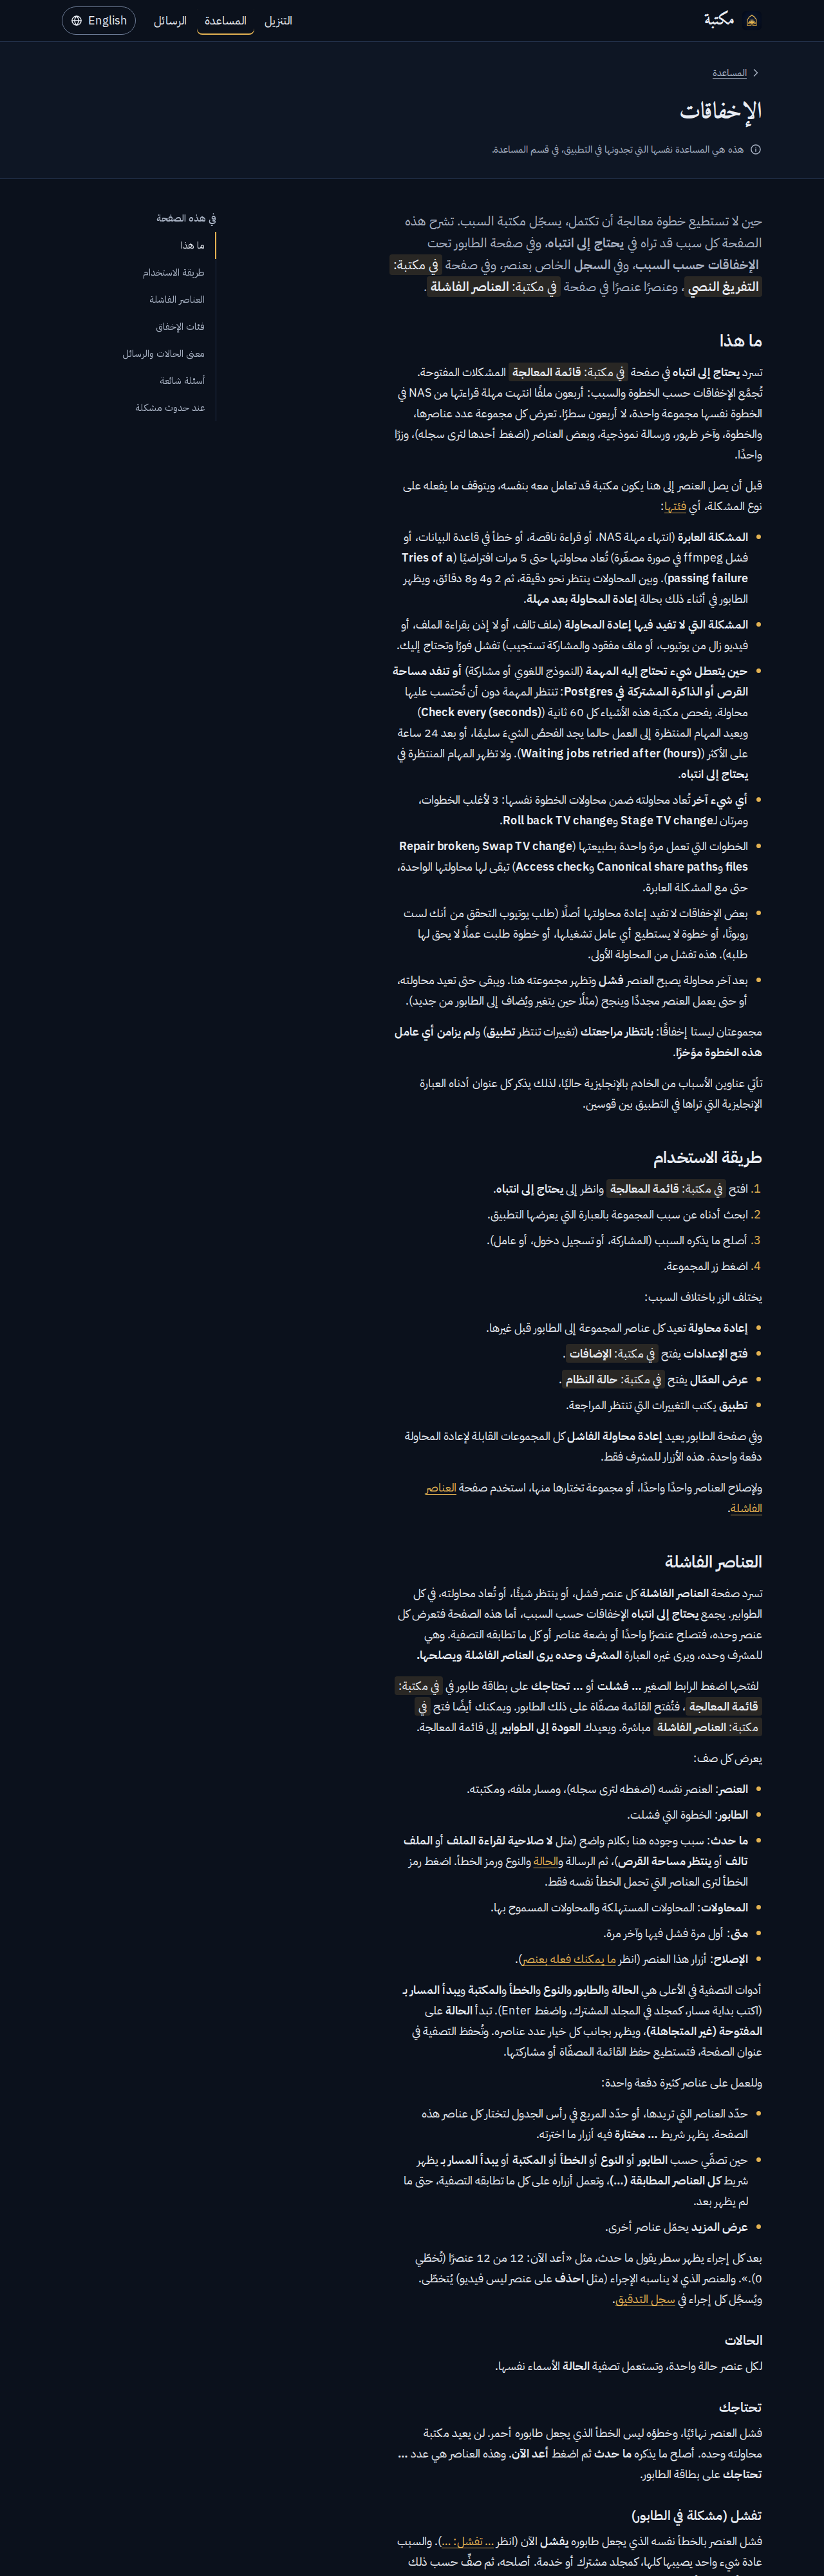 مكتبة
التنزيل
المساعدة
الرسائل
English
المساعدة
الإخفاقات
هذه هي المساعدة نفسها التي تجدونها في التطبيق، في قسم المساعدة.
في هذه الصفحة
ما هذا
طريقة الاستخدام
العناصر الفاشلة
فئات الإخفاق
معنى الحالات والرسائل
أسئلة شائعة
عند حدوث مشكلة
حين لا تستطيع خطوة معالجة أن تكتمل، يسجّل مكتبة السبب. تشرح هذه
الصفحة كل سبب قد تراه في يحتاج إلى انتباه، وفي صفحة الطابور تحت
الإخفاقات حسب السبب، وفي السجل الخاص بعنصر، وفي صفحة في مكتبة:
التفريغ النصي، وعنصرًا عنصرًا في صفحة في مكتبة: العناصر الفاشلة.
ما هذا
تسرد يحتاج إلى انتباه في صفحة في مكتبة: قائمة المعالجة المشكلات المفتوحة.
تُجمَّع الإخفاقات حسب الخطوة والسبب: أربعون ملفًا انتهت مهلة قراءتها من NAS في
الخطوة نفسها مجموعة واحدة، لا أربعون سطرًا. تعرض كل مجموعة عدد عناصرها،
والخطوة، وآخر ظهور، ورسالة نموذجية، وبعض العناصر (اضغط أحدها لترى سجله)، وزرًا
واحدًا.
قبل أن يصل العنصر إلى هنا يكون مكتبة قد تعامل معه بنفسه، ويتوقف ما يفعله على
نوع المشكلة، أي فئتها:
المشكلة العابرة (انتهاء مهلة NAS، أو قراءة ناقصة، أو خطأ في قاعدة البيانات، أو
فشل ffmpeg في صورة مصغّرة) تُعاد محاولتها حتى 5 مرات افتراضيًا (Tries of a
passing failure). وبين المحاولات ينتظر نحو دقيقة، ثم 2 و4 و8 دقائق، ويظهر
الطابور في أثناء ذلك بحالة إعادة المحاولة بعد مهلة.
المشكلة التي لا تفيد فيها إعادة المحاولة (ملف تالف، أو لا إذن بقراءة الملف، أو
فيديو زال من يوتيوب، أو ملف مفقود والمشاركة تستجيب) تفشل فورًا وتحتاج إليك.
حين يتعطل شيء تحتاج إليه المهمة (النموذج اللغوي أو مشاركة) أو تنفد مساحة
القرص أو الذاكرة المشتركة في Postgres: تنتظر المهمة دون أن تُحتسب عليها
محاولة. يفحص مكتبة هذه الأشياء كل 60 ثانية (Check every (seconds))
ويعيد المهام المنتظرة إلى العمل حالما يجد الفحصُ الشيءَ سليمًا، أو بعد 24 ساعة
على الأكثر (Waiting jobs retried after (hours)). ولا تظهر المهام المنتظرة في
يحتاج إلى انتباه.
أي شيء آخر تُعاد محاولته ضمن محاولات الخطوة نفسها: 3 لأغلب الخطوات،
ومرتان لـStage TV change وRoll back TV change.
الخطوات التي تعمل مرة واحدة بطبيعتها (Swap TV change وRepair broken
files وCanonical share paths وAccess check) تبقى لها محاولتها الواحدة،
حتى مع المشكلة العابرة.
بعض الإخفاقات لا تفيد إعادة محاولتها أصلًا (طلب يوتيوب التحقق من أنك لست
روبوتًا، أو خطوة لا يستطيع أي عامل تشغيلها، أو خطوة طلبت عملًا لا يحق لها
طلبه). هذه تفشل من المحاولة الأولى.
بعد آخر محاولة يصبح العنصر فشل وتظهر مجموعته هنا. ويبقى حتى تعيد محاولته،
أو حتى يعمل العنصر مجددًا وينجح (مثلًا حين يتغير ويُضاف إلى الطابور من جديد).
مجموعتان ليستا إخفاقًا: بانتظار مراجعتك (تغييرات تنتظر تطبيق) ولم يزامن أي عامل
هذه الخطوة مؤخرًا.
تأتي عناوين الأسباب من الخادم بالإنجليزية حاليًا، لذلك يذكر كل عنوان أدناه العبارة
الإنجليزية التي تراها في التطبيق بين قوسين.
طريقة الاستخدام
1. افتح في مكتبة: قائمة المعالجة وانظر إلى يحتاج إلى انتباه.
2. ابحث أدناه عن سبب المجموعة بالعبارة التي يعرضها التطبيق.
3. أصلح ما يذكره السبب (المشاركة، أو تسجيل دخول، أو عامل).
4. اضغط زر المجموعة.
يختلف الزر باختلاف السبب:
إعادة محاولة تعيد كل عناصر المجموعة إلى الطابور قبل غيرها.
فتح الإعدادات يفتح في مكتبة: الإضافات.
عرض العمّال يفتح في مكتبة: حالة النظام.
تطبيق يكتب التغييرات التي تنتظر المراجعة.
وفي صفحة الطابور يعيد إعادة محاولة الفاشل كل المجموعات القابلة لإعادة المحاولة
دفعة واحدة. هذه الأزرار للمشرف فقط.
ولإصلاح العناصر واحدًا واحدًا، أو مجموعة تختارها منها، استخدم صفحة العناصر
الفاشلة.
العناصر الفاشلة
تسرد صفحة العناصر الفاشلة كل عنصر فشل، أو ينتظر شيئًا، أو تُعاد محاولته، في كل
الطوابير. يجمع يحتاج إلى انتباه الإخفاقات حسب السبب، أما هذه الصفحة فتعرض كل
عنصر وحده، فتصلح عنصرًا واحدًا أو بضعة عناصر أو كل ما تطابقه التصفية. وهي
للمشرف وحده، ويرى غيره العبارة المشرف وحده يرى العناصر الفاشلة ويصلحها.
لفتحها اضغط الرابط الصغير ... فشلت أو ... تحتاجك على بطاقة طابور في في مكتبة:
قائمة المعالجة، فتُفتح القائمة مصفّاة على ذلك الطابور. ويمكنك أيضًا فتح في
مكتبة: العناصر الفاشلة مباشرة. ويعيدك العودة إلى الطوابير إلى قائمة المعالجة.
يعرض كل صف:
العنصر: العنصر نفسه (اضغطه لترى سجله)، ومسار ملفه، ومكتبته.
الطابور: الخطوة التي فشلت.
ما حدث: سبب وجوده هنا بكلام واضح (مثل لا صلاحية لقراءة الملف أو الملف
تالف أو ينتظر مساحة القرص)، ثم الرسالة والحالة والنوع ورمز الخطأ. اضغط رمز
الخطأ لترى العناصر التي تحمل الخطأ نفسه فقط.
المحاولات: المحاولات المستهلكة والمحاولات المسموح بها.
متى: أول مرة فشل فيها وآخر مرة.
الإصلاح: أزرار هذا العنصر (انظر ما يمكنك فعله بعنصر).
أدوات التصفية في الأعلى هي الحالة والطابور والنوع والخطأ والمكتبة ويبدأ المسار بـ
(اكتب بداية مسار، كمجلد في المجلد المشترك، واضغط Enter). تبدأ الحالة على
المفتوحة (غير المتجاهلة)، ويظهر بجانب كل خيار عدد عناصره. وتُحفظ التصفية في
عنوان الصفحة، فتستطيع حفظ القائمة المصفّاة أو مشاركتها.
وللعمل على عناصر كثيرة دفعة واحدة:
حدّد العناصر التي تريدها، أو حدّد المربع في رأس الجدول لتختار كل عناصر هذه
الصفحة. يظهر شريط ... مختارة فيه أزرار ما اخترته.
حين تصفّي حسب الطابور أو النوع أو الخطأ أو المكتبة أو يبدأ المسار بـ يظهر
شريط كل العناصر المطابقة (...)، وتعمل أزراره على كل ما تطابقه التصفية، حتى ما
لم يظهر بعد.
عرض المزيد يحمّل عناصر أخرى.
بعد كل إجراء يظهر سطر يقول ما حدث، مثل «أعد الآن: 12 من 12 عنصرًا (تُخطّي
0).». والعنصر الذي لا يناسبه الإجراء (مثل احذف على عنصر ليس فيديو) يُتخطّى.
ويُسجَّل كل إجراء في سجل التدقيق.
الحالات
لكل عنصر حالة واحدة، وتستعمل تصفية الحالة الأسماء نفسها.
تحتاجك
فشل العنصر نهائيًا، وخطؤه ليس الخطأ الذي يجعل طابوره أحمر. لن يعيد مكتبة
محاولته وحده. أصلح ما يذكره ما حدث ثم اضغط أعد الآن. وهذه العناصر هي عدد ...
تحتاجك على بطاقة الطابور.
تفشل (مشكلة في الطابور)
فشل العنصر بالخطأ نفسه الذي يجعل طابوره يفشل الآن (انظر ... تفشل: ...). والسبب
عادة شيء واحد يصيبها كلها، كمجلد مشترك أو خدمة. أصلحه، ثم صفِّ حسب ذلك